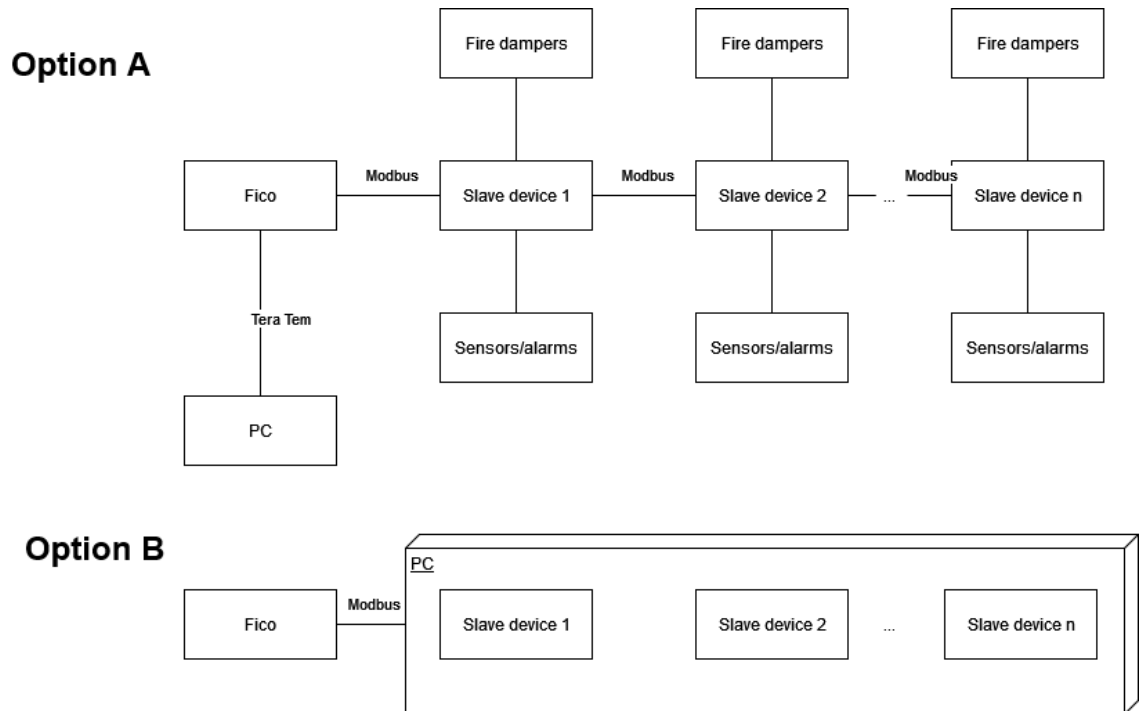 Option A
Fire dampers
Fire dampers
Fire dampers
Fico
Modbus
Slave device 1
Modbus
Slave device 2
...
Modbus
Slave device n
Tera Tem
Sensors/alarms
Sensors/alarms
Sensors/alarms
PC
Option B
PC
Fico
Modbus
Slave device 1
Slave device 2
...
Slave device n